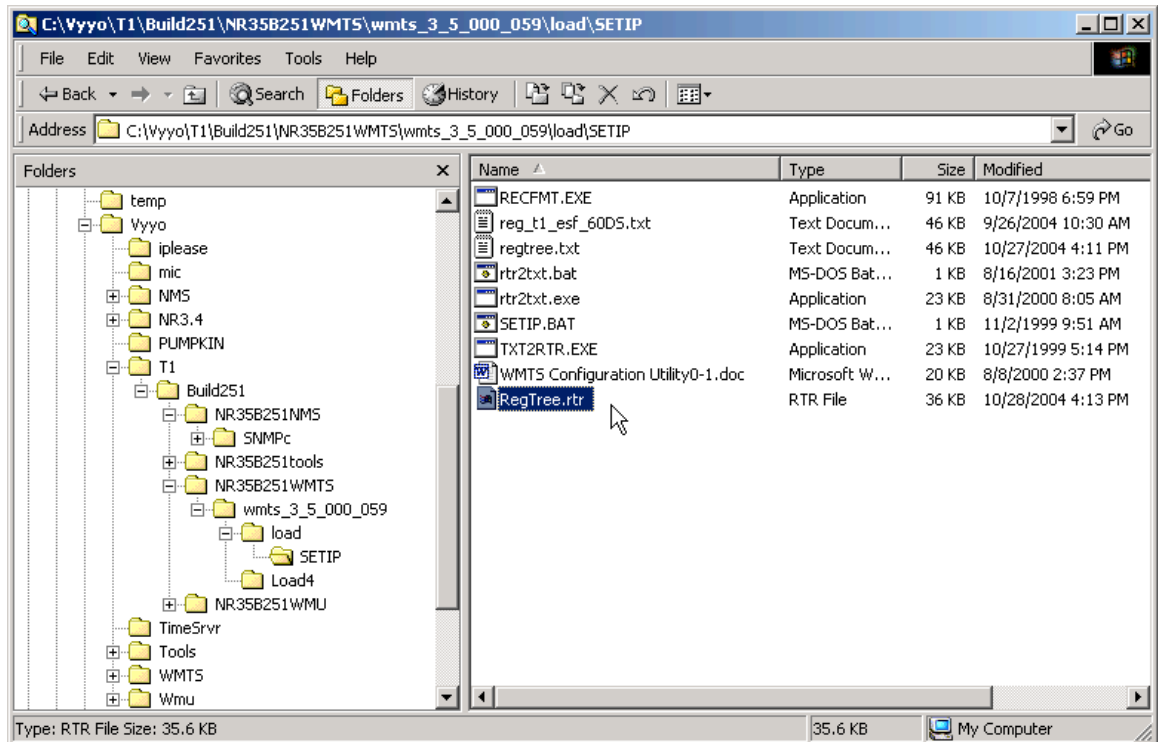 C:\Vyyo\T1\Build251\NR35B251WMTS\wmts_3_5_000_059\load\SETIP
File Edit View Favorites Tools Help
Back Search Folders History
Address C:\Vyyo\T1\Build251\NR35B251WMTS\wmts_3_5_000_059\load\SETIP Go
Folders
temp
Vyyo
iplease
mic
NMS
NR3.4
PUMPKIN
T1
Build251
NR35B251NMS
SNMPc
NR35B251tools
NR35B251WMTS
wmts_3_5_000_059
load
SETIP
Load4
NR35B251WMU
TimeSrvr
Tools
WMTS
Wmu
Name Type Size Modified
RECFMT.EXE Application 91 KB 10/7/1998 6:59 PM
reg_t1_esf_60DS.txt Text Docum... 46 KB 9/26/2004 10:30 AM
regtree.txt Text Docum... 46 KB 10/27/2004 4:11 PM
rtr2txt.bat MS-DOS Bat... 1 KB 8/16/2001 3:23 PM
rtr2txt.exe Application 23 KB 8/31/2000 8:05 AM
SETIP.BAT MS-DOS Bat... 1 KB 11/2/1999 9:51 AM
TXT2RTR.EXE Application 23 KB 10/27/1999 5:14 PM
WMTS Configuration Utility0-1.doc Microsoft W... 20 KB 8/8/2000 2:37 PM
RegTree.rtr RTR File 36 KB 10/28/2004 4:13 PM
Type: RTR File Size: 35.6 KB 35.6 KB My Computer